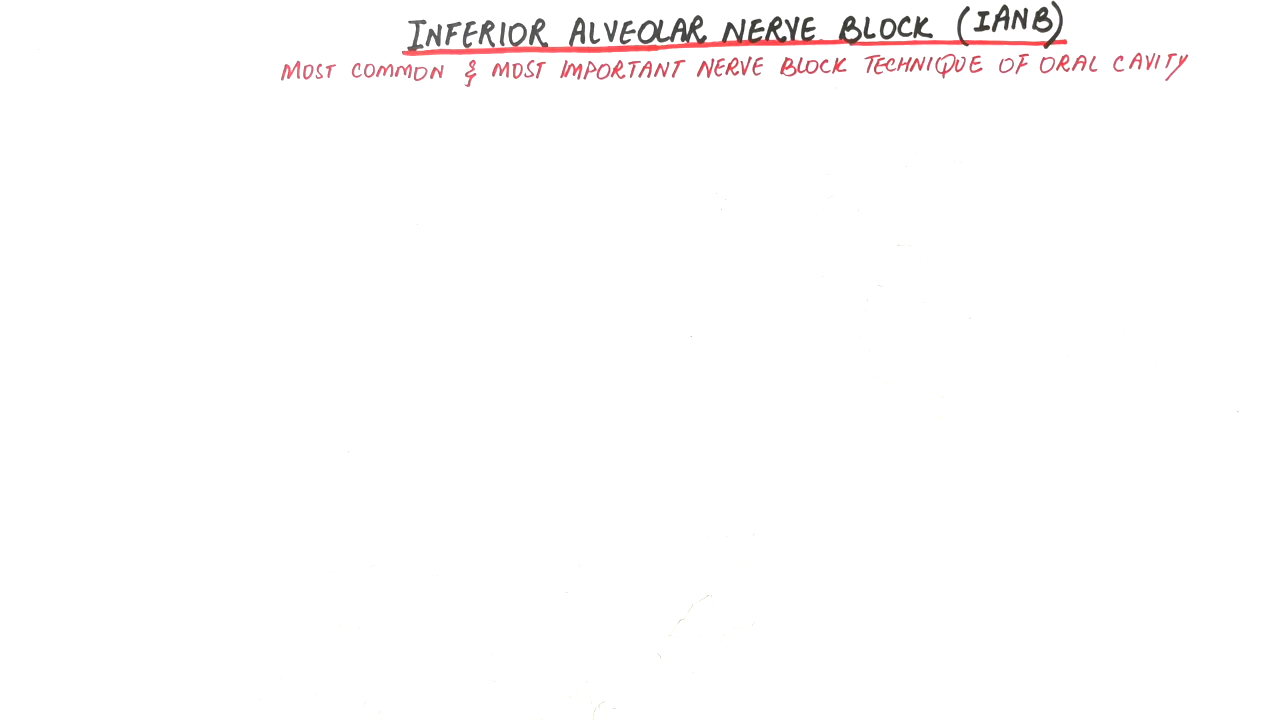 INFERIOR ALVEOLAR NERVE BLOCK (IANB)
MOST COMMON & MOST IMPORTANT NERVE BLOCK TECHNIQUE OF ORAL CAVITY